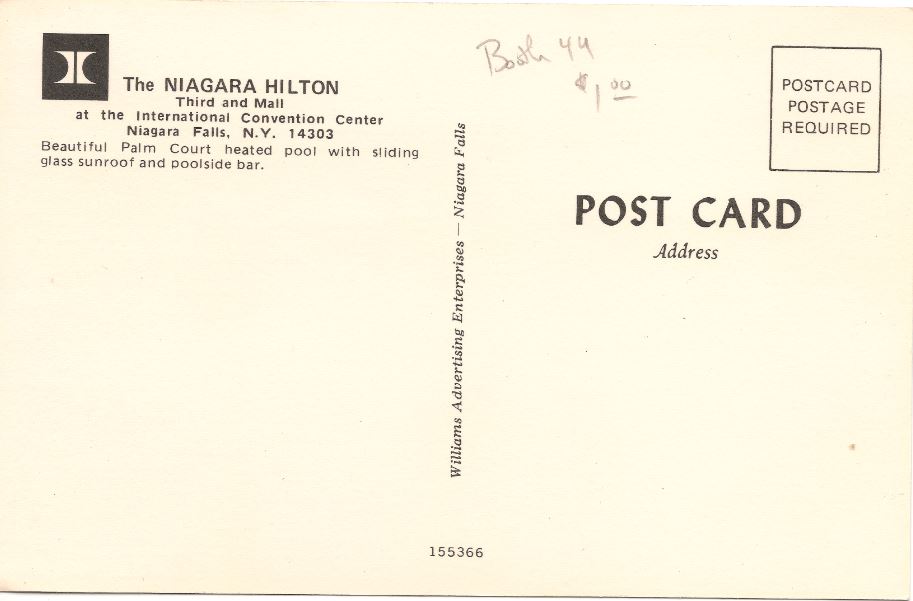 The NIAGARA HILTON
Third and Mall
at the International Convention Center
Niagara Falls, N.Y. 14303
Beautiful Palm Court heated pool with sliding
glass sunroof and poolside bar.
Williams Advertising Enterprises — Niagara Falls
155366
Booth 44
$1.00
POSTCARD
POSTAGE
REQUIRED
POST CARD
Address